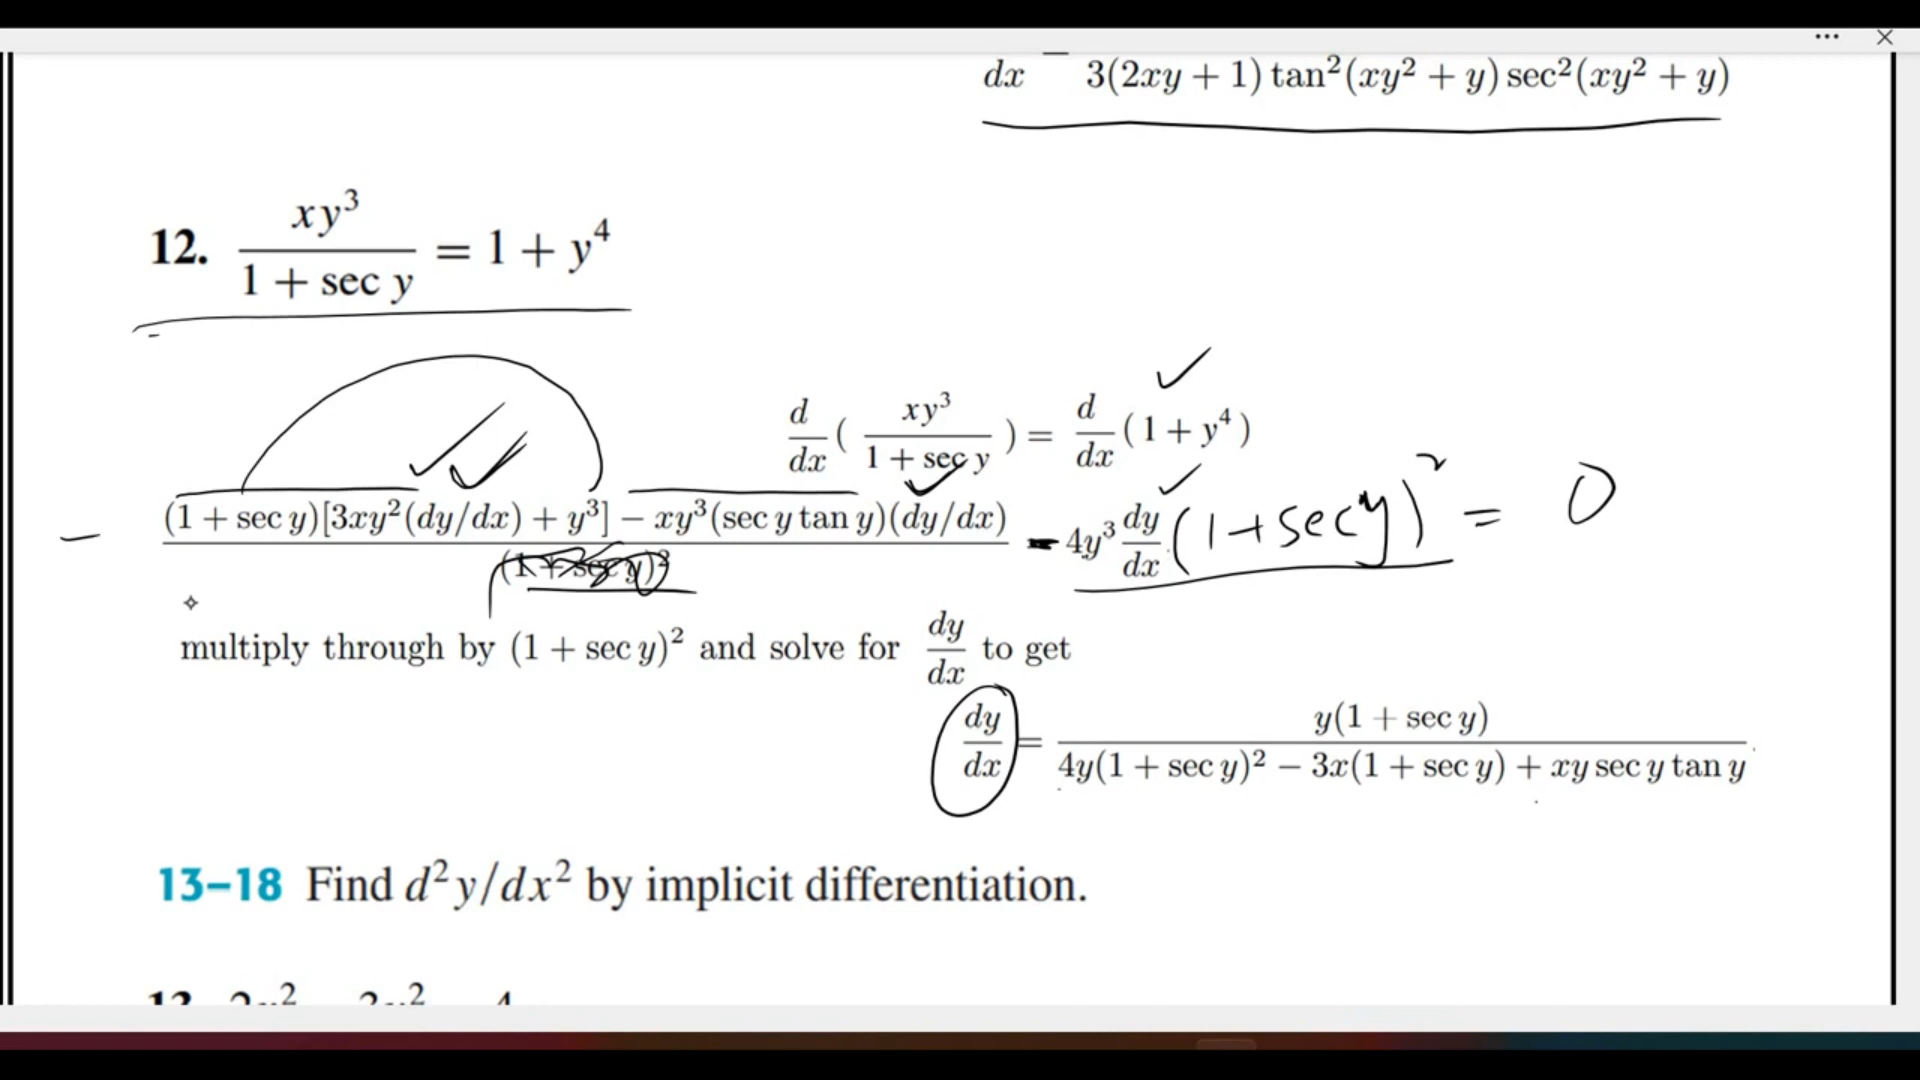 dx 3(2xy + 1) tan²(xy² + y) sec²(xy² + y)
12. xy³ / (1 + sec y) = 1 + y⁴
d/dx ( xy³ / (1 + sec y) ) = d/dx (1 + y⁴)
(1 + sec y)[3xy²(dy/dx) + y³] − xy³(sec y tan y)(dy/dx) / (1 + sec y)² - 4y³ dy/dx (1+secy)² = 0
multiply through by (1 + sec y)² and solve for dy/dx to get
dy/dx = y(1 + sec y) / 4y(1 + sec y)² − 3x(1 + sec y) + xy sec y tan y
13–18 Find d²y/dx² by implicit differentiation.